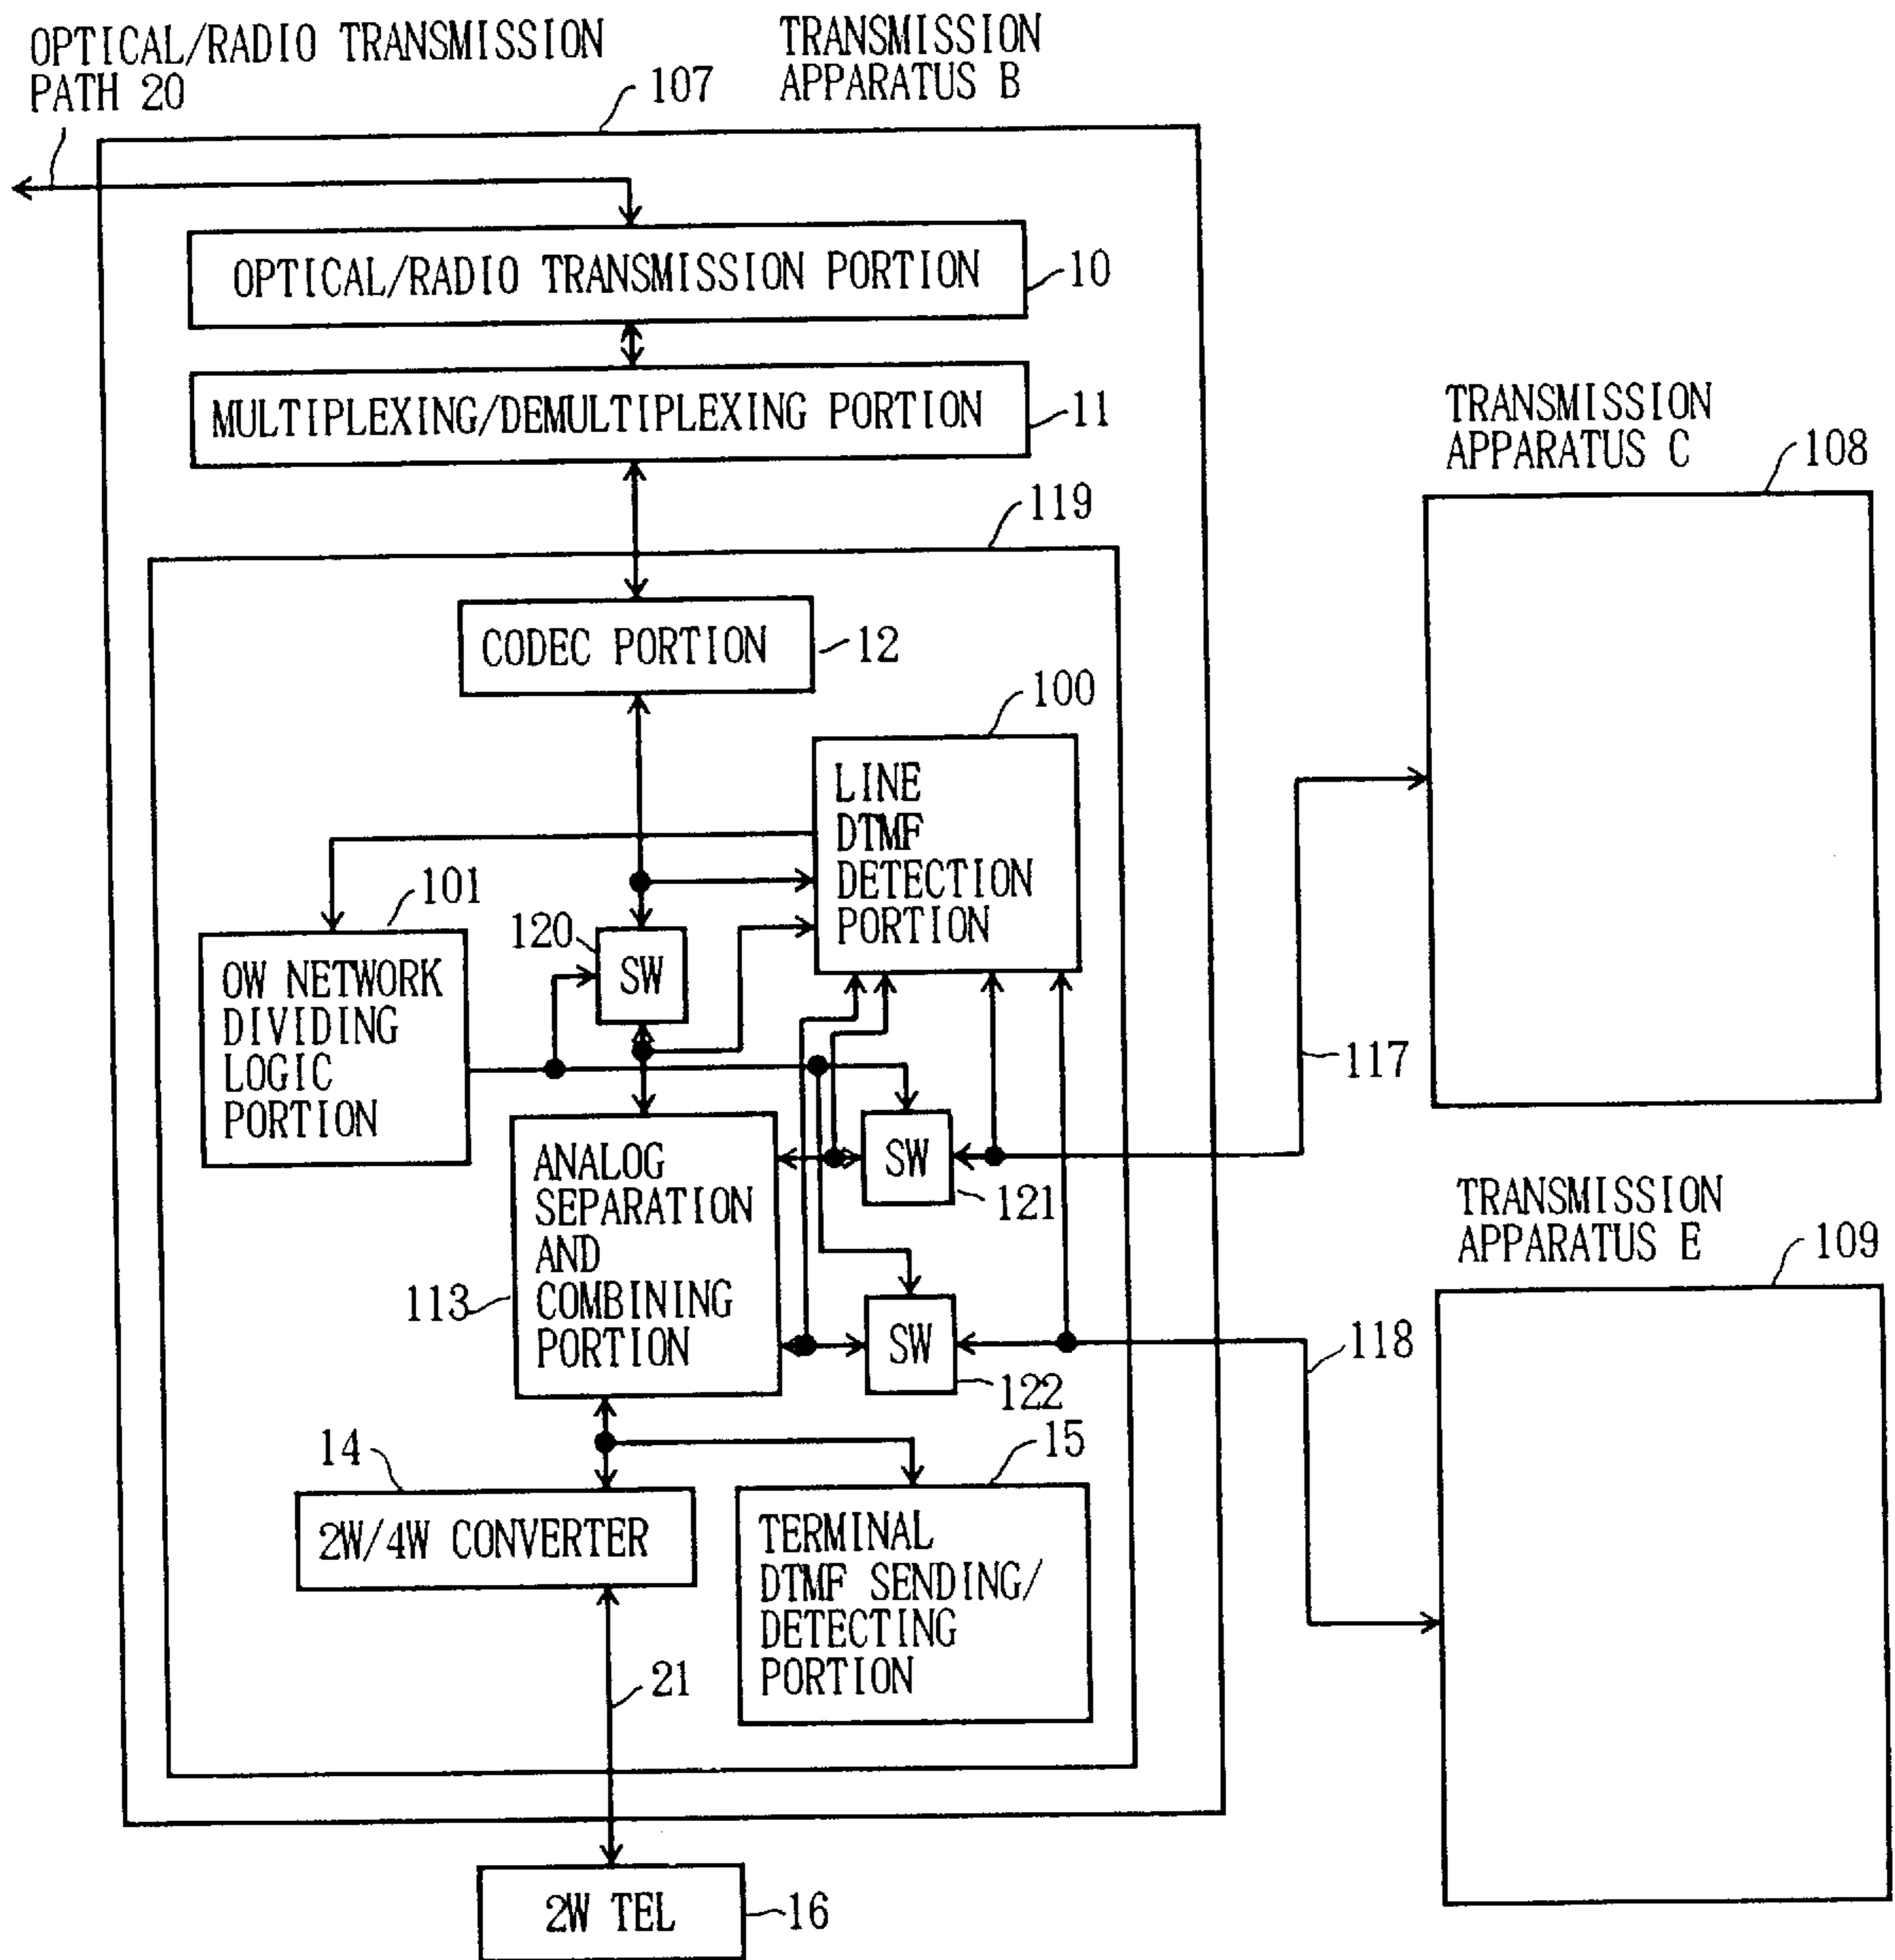 OPTICAL/RADIO TRANSMISSION
PATH 20
TRANSMISSION
APPARATUS B
107
OPTICAL/RADIO TRANSMISSION PORTION
10
MULTIPLEXING/DEMULTIPLEXING PORTION
11
TRANSMISSION
APPARATUS C
108
119
CODEC PORTION
12
100
LINE
DTMF
DETECTION
PORTION
101
OW NETWORK
DIVIDING
LOGIC
PORTION
120
SW
117
ANALOG
SEPARATION
AND
COMBINING
PORTION
113
SW
121
SW
122
TRANSMISSION
APPARATUS E
109
118
14
2W/4W CONVERTER
15
TERMINAL
DTMF SENDING/
DETECTING
PORTION
21
2W TEL
16